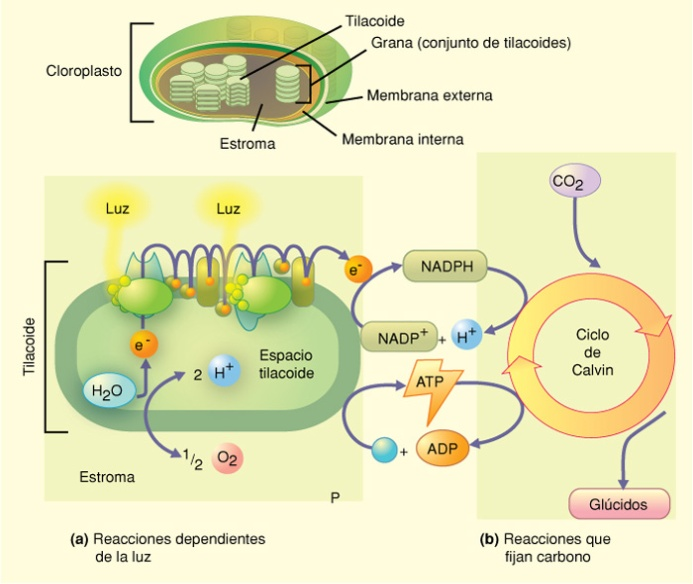 Tilacoide
Grana (conjunto de tilacoides)
Cloroplasto
Membrana externa
Estroma
Membrana interna
CO2
Luz
Luz
e-
NADPH
Tilacoide
NADP+ + H+
Ciclo
de
Calvin
e-
Espacio
tilacoide
2 H+
H2O
ATP
+ ADP
1/2 O2
Estroma
P
Glúcidos
(a) Reacciones dependientes
de la luz
(b) Reacciones que
fijan carbono